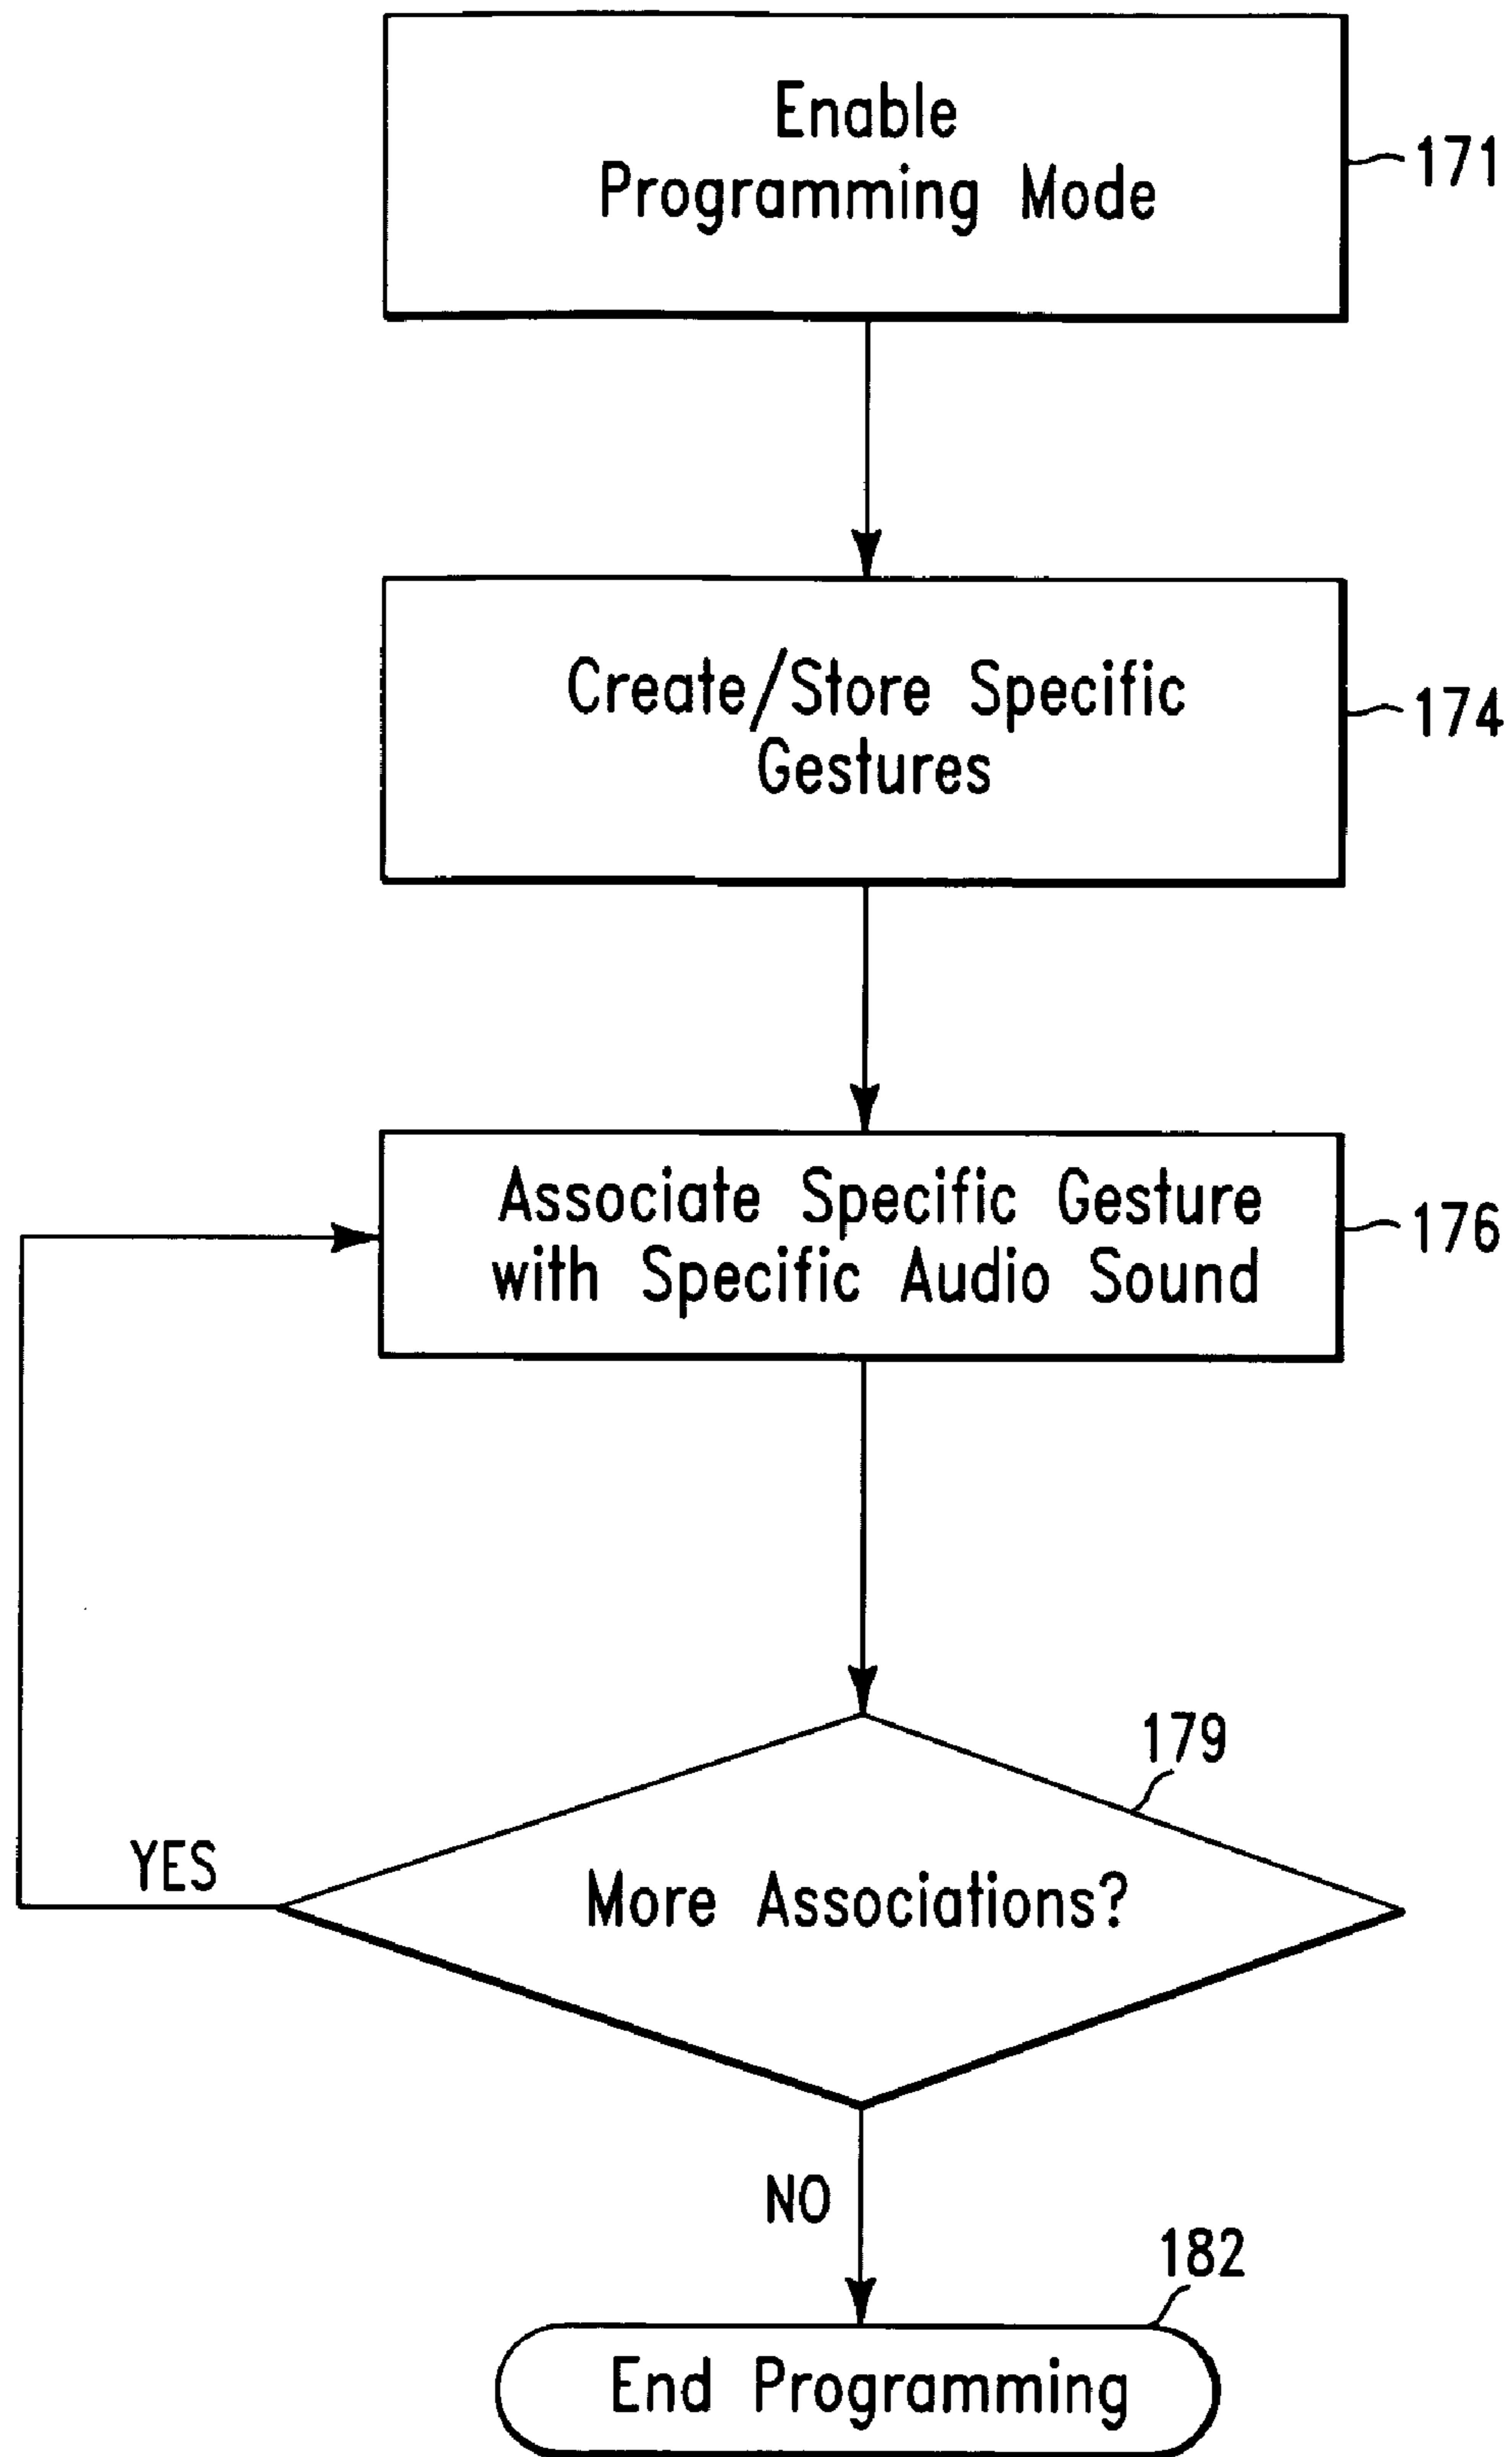 Enable
Programming Mode
171
Create/Store Specific
Gestures
174
Associate Specific Gesture
with Specific Audio Sound
176
179
More Associations?
YES
NO
182
End Programming